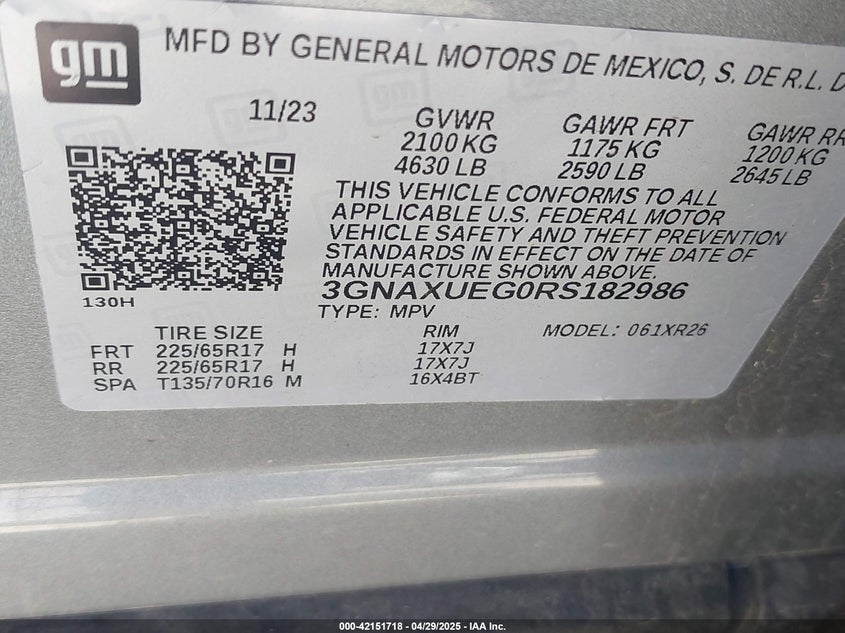 gm
MFD BY GENERAL MOTORS DE MEXICO, S. DE R.L. D
11/23
GVWR GAWR FRT GAWR RR
2100 KG 1175 KG 1200 KG
4630 LB 2590 LB 2645 LB
THIS VEHICLE CONFORMS TO ALL
APPLICABLE U.S. FEDERAL MOTOR
VEHICLE SAFETY AND THEFT PREVENTION
STANDARDS IN EFFECT ON THE DATE OF
MANUFACTURE SHOWN ABOVE.
130H
3GNAXUEG0RS182986
TYPE: MPV
TIRE SIZE RIM MODEL: 061XR26
FRT 225/65R17 H 17X7J
RR 225/65R17 H 17X7J
SPA T135/70R16 M 16X4BT
000-42151718 - 04/29/2025 - IAA Inc.